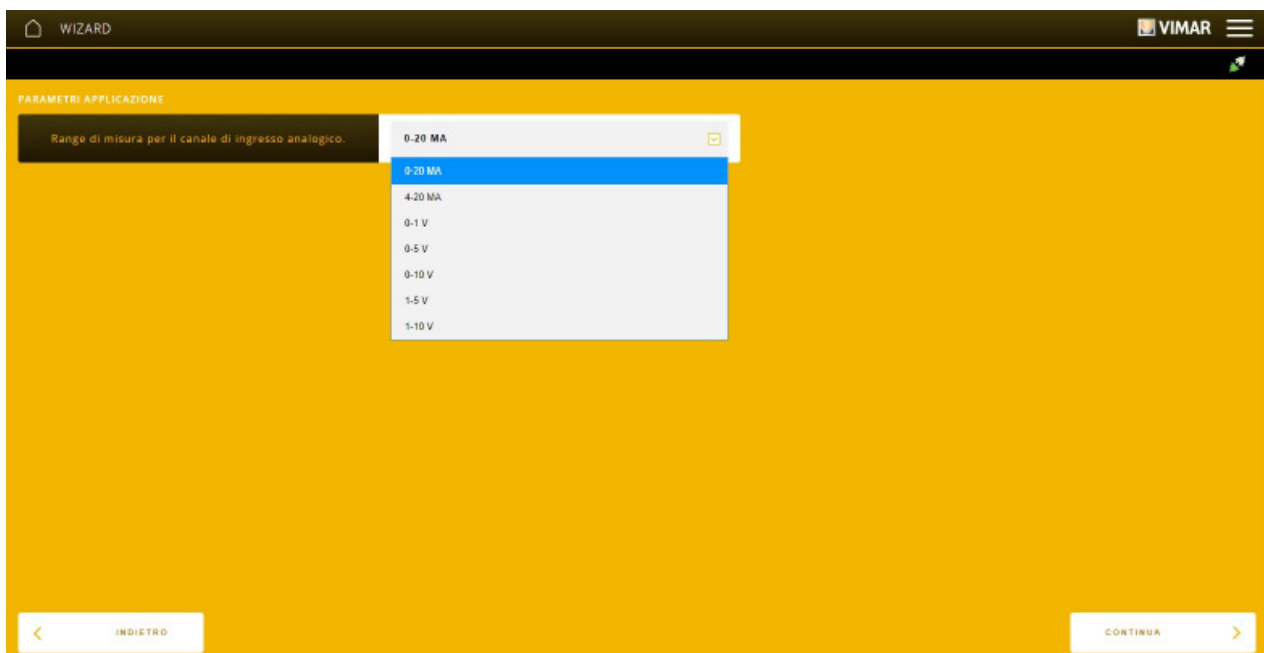 WIZARD
VIMAR
PARAMETRI APPLICAZIONE
Range di misura per il canale di ingresso analogico.
0-20 MA
0-20 MA
4-20 MA
0-1 V
0-5 V
0-10 V
1-5 V
1-10 V
INDIETRO
CONTINUA